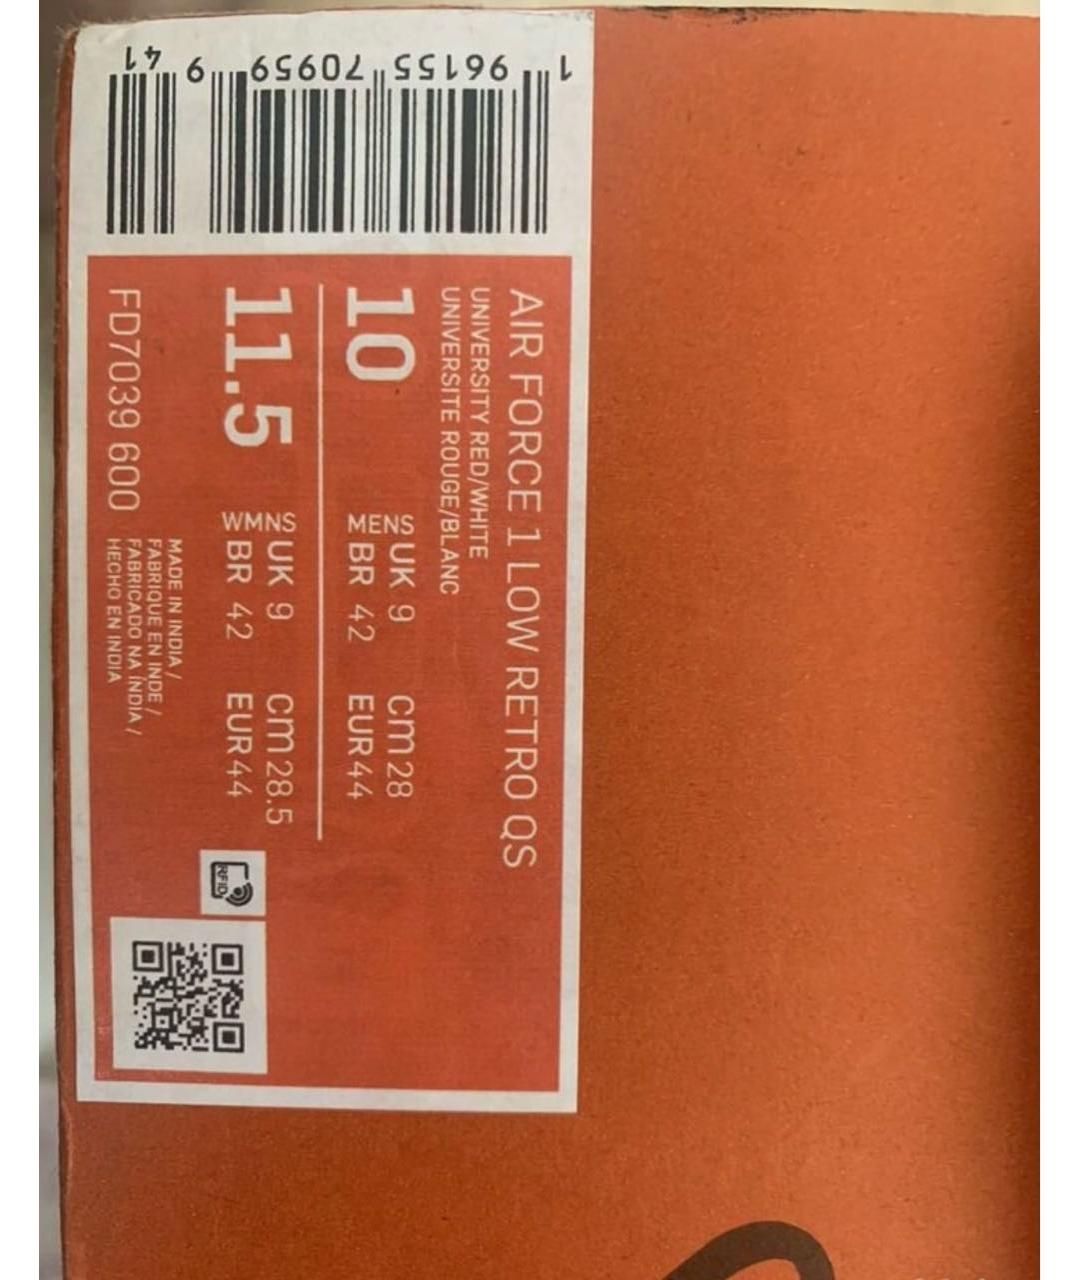 AIR FORCE 1 LOW RETRO QS
UNIVERSITY RED/WHITE
UNIVERSITE ROUGE/BLANC
10
MENS
UK 9 cm 28
BR 42 EUR 44
11.5
WMNS
UK 9 cm 28.5
BR 42 EUR 44
FD7039 600
MADE IN INDIA /
FABRIQUE EN INDE /
FABRICADO NA ÍNDIA /
HECHO EN INDIA
RFID
1 96155 70959 9 41